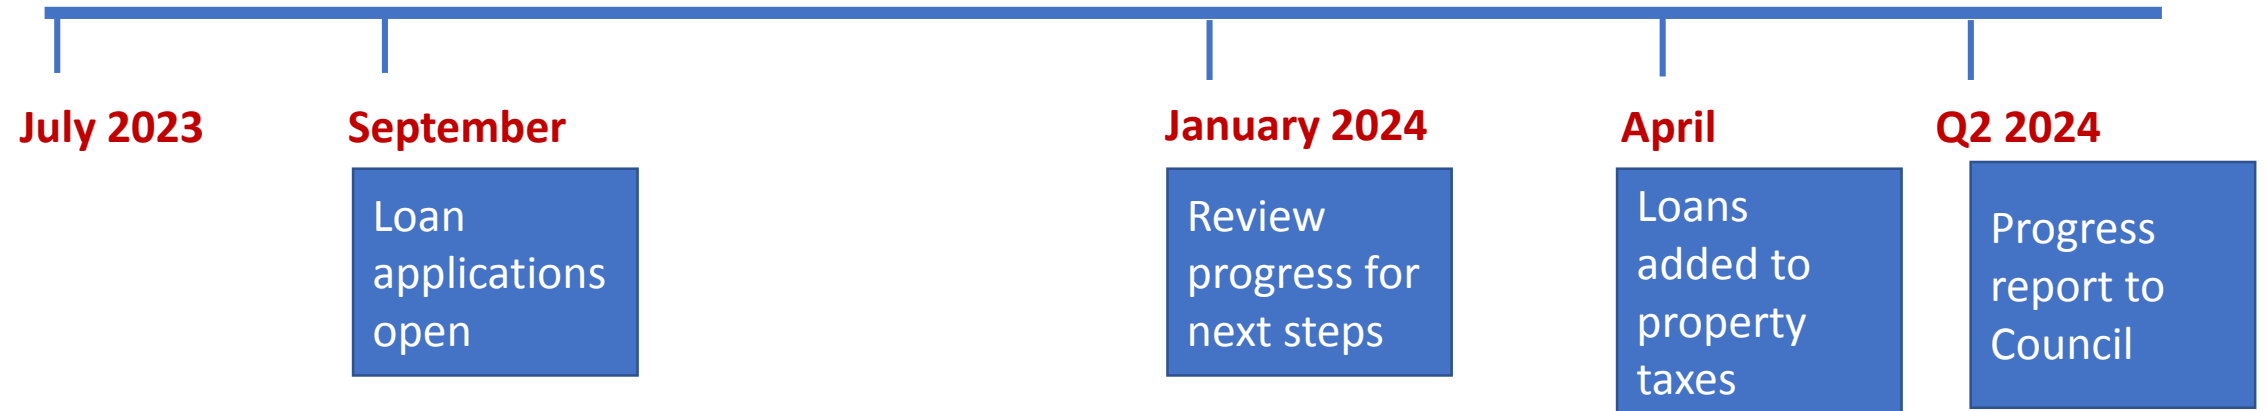 July 2023
September
January 2024
April
Q2 2024
Loan
applications
open
Review
progress for
next steps
Loans
added to
property
taxes
Progress
report to
Council